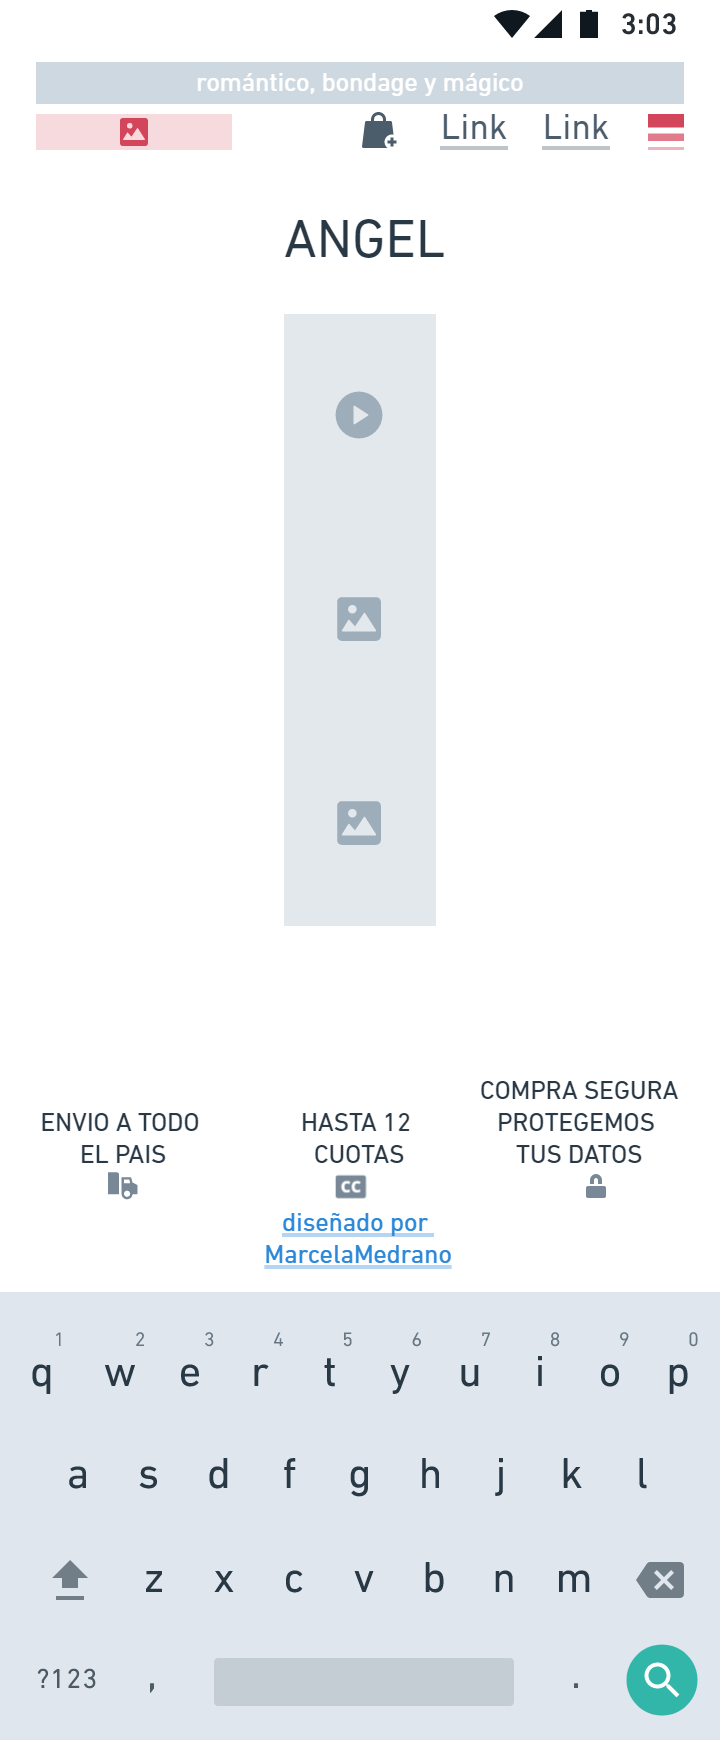 3:03
romántico, bondage y mágico
Link Link
ANGEL
ENVIO A TODO
EL PAIS
HASTA 12
CUOTAS
CC
COMPRA SEGURA
PROTEGEMOS
TUS DATOS
diseñado por
MarcelaMedrano
1 2 3 4 5 6 7 8 9 0
q w e r t y u i o p
a s d f g h j k l
z x c v b n m
?123 , .